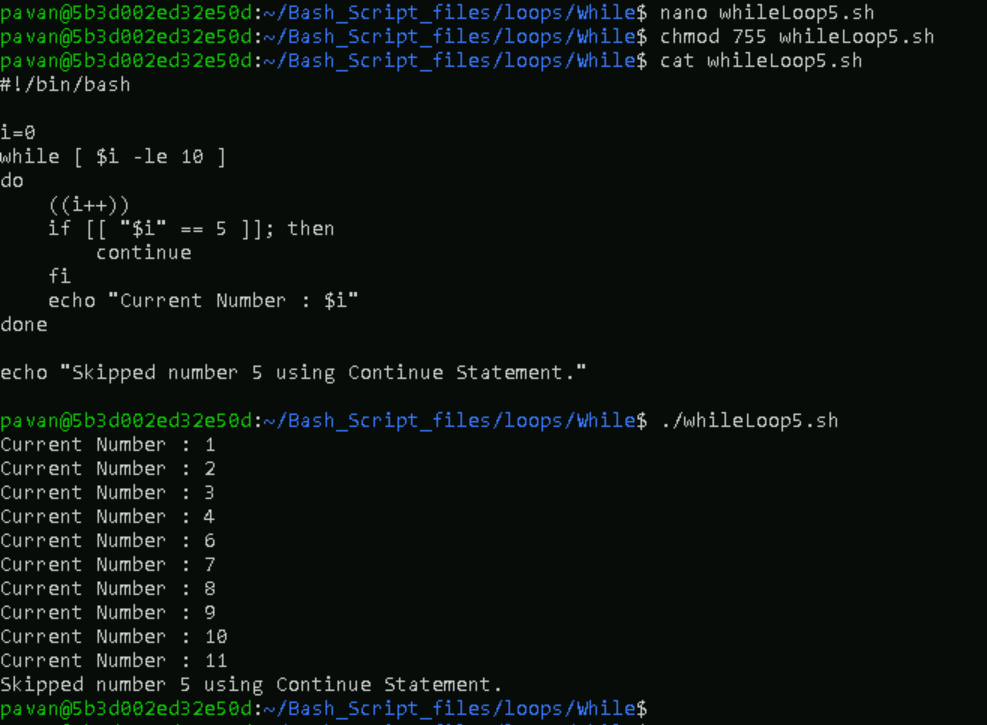 pavan@5b3d002ed32e50d:~/Bash_Script_files/loops/While$ nano whileLoop5.sh
pavan@5b3d002ed32e50d:~/Bash_Script_files/loops/While$ chmod 755 whileLoop5.sh
pavan@5b3d002ed32e50d:~/Bash_Script_files/loops/While$ cat whileLoop5.sh
#!/bin/bash

i=0
while [ $i -le 10 ]
do
    ((i++))
    if [[ "$i" == 5 ]]; then
        continue
    fi
    echo "Current Number : $i"
done

echo "Skipped number 5 using Continue Statement."

pavan@5b3d002ed32e50d:~/Bash_Script_files/loops/While$ ./whileLoop5.sh
Current Number : 1
Current Number : 2
Current Number : 3
Current Number : 4
Current Number : 6
Current Number : 7
Current Number : 8
Current Number : 9
Current Number : 10
Current Number : 11
Skipped number 5 using Continue Statement.
pavan@5b3d002ed32e50d:~/Bash_Script_files/loops/While$